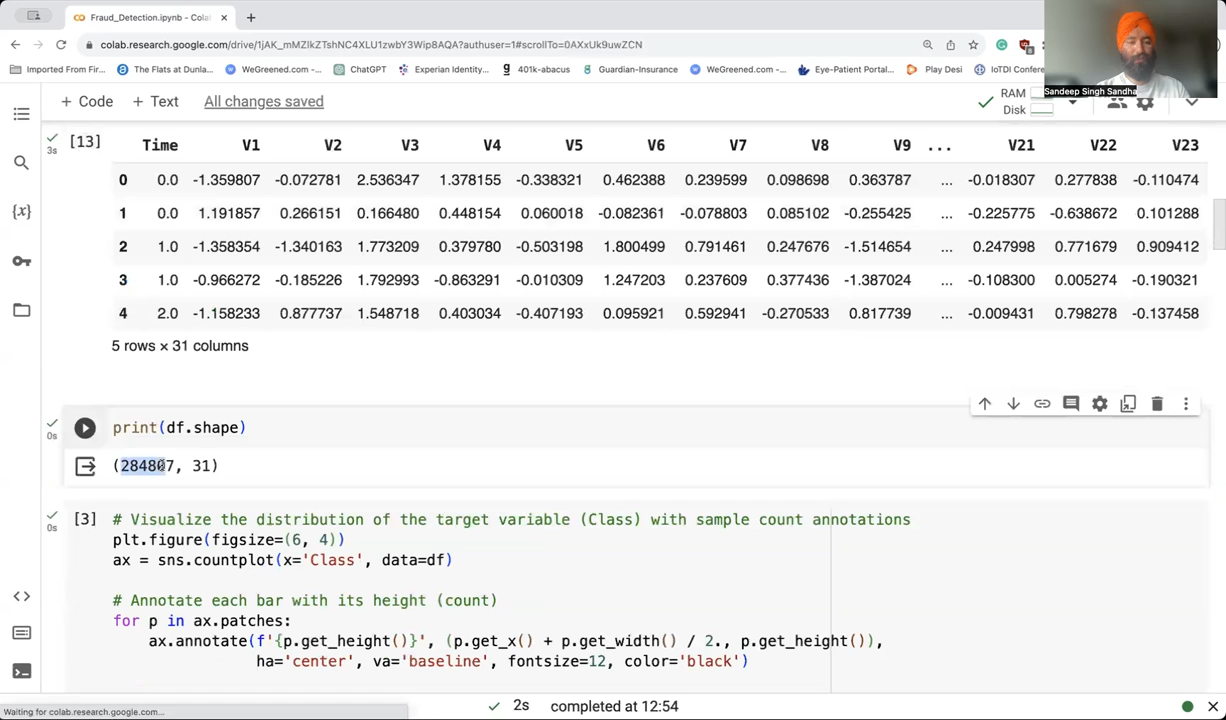 Fraud_Detection.ipynb - Cola
colab.research.google.com/drive/1jAK_mMZlkZTshNC4XLU1zwbY3Wip8AQA?authuser=1#scrollTo=0AXxUk9uwZCN
Imported From Fir... The Flats at Dunla... WeGreened.com -... ChatGPT Experian Identity... 401k-abacus Guardian-Insurance WeGreened.com -... Eye-Patient Portal... Play Desi IoTDI Confere
Sandeep Singh Sandha
+ Code + Text All changes saved RAM
Disk
[13] Time V1 V2 V3 V4 V5 V6 V7 V8 V9 ... V21 V22 V23
3s
0 0.0 -1.359807 -0.072781 2.536347 1.378155 -0.338321 0.462388 0.239599 0.098698 0.363787 ... -0.018307 0.277838 -0.110474
1 0.0 1.191857 0.266151 0.166480 0.448154 0.060018 -0.082361 -0.078803 0.085102 -0.255425 ... -0.225775 -0.638672 0.101288
2 1.0 -1.358354 -1.340163 1.773209 0.379780 -0.503198 1.800499 0.791461 0.247676 -1.514654 ... 0.247998 0.771679 0.909412
3 1.0 -0.966272 -0.185226 1.792993 -0.863291 -0.010309 1.247203 0.237609 0.377436 -1.387024 ... -0.108300 0.005274 -0.190321
4 2.0 -1.158233 0.877737 1.548718 0.403034 -0.407193 0.095921 0.592941 -0.270533 0.817739 ... -0.009431 0.798278 -0.137458
5 rows × 31 columns
print(df.shape)
0s
(284807, 31)
[3] # Visualize the distribution of the target variable (Class) with sample count annotations
0s
plt.figure(figsize=(6, 4))
ax = sns.countplot(x='Class', data=df)
# Annotate each bar with its height (count)
for p in ax.patches:
ax.annotate(f'{p.get_height()}', (p.get_x() + p.get_width() / 2., p.get_height()),
ha='center', va='baseline', fontsize=12, color='black')
2s completed at 12:54
Waiting for colab.research.google.com...